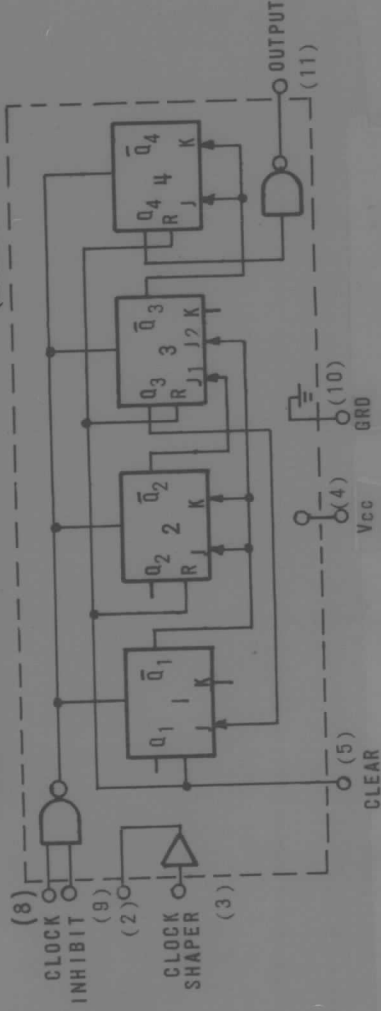 (8)
CLOCK
INHIBIT
(9)
(2)
CLOCK
SHAPER
(3)
Q1
Q̄1
1
J
K
Q2
Q̄2
R
2
J
K
Q3
Q̄3
R
3
J1
J2
K
Q4
Q̄4
R
4
J
K
OUTPUT
(11)
(5)
CLEAR
(4)
Vcc
(10)
GRD